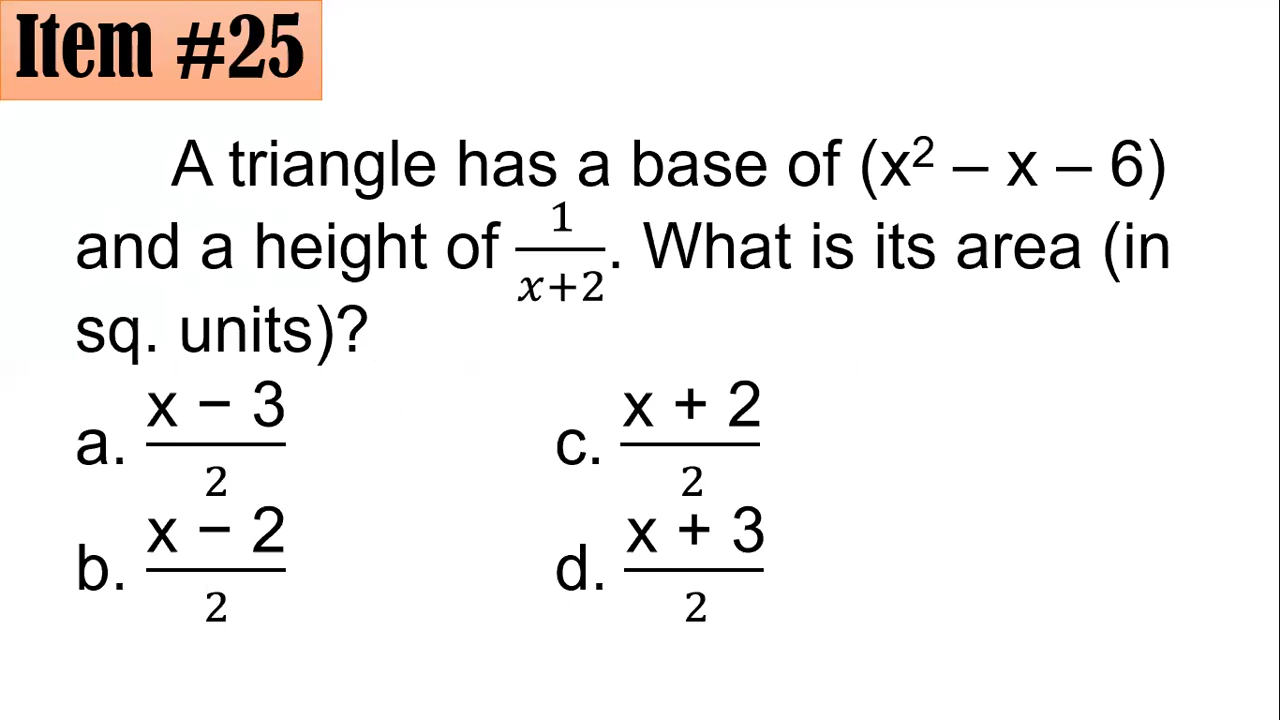 Item #25
A triangle has a base of (x² – x – 6)
and a height of 1/(x+2). What is its area (in
sq. units)?
a. (x − 3)/2 c. (x + 2)/2
b. (x − 2)/2 d. (x + 3)/2